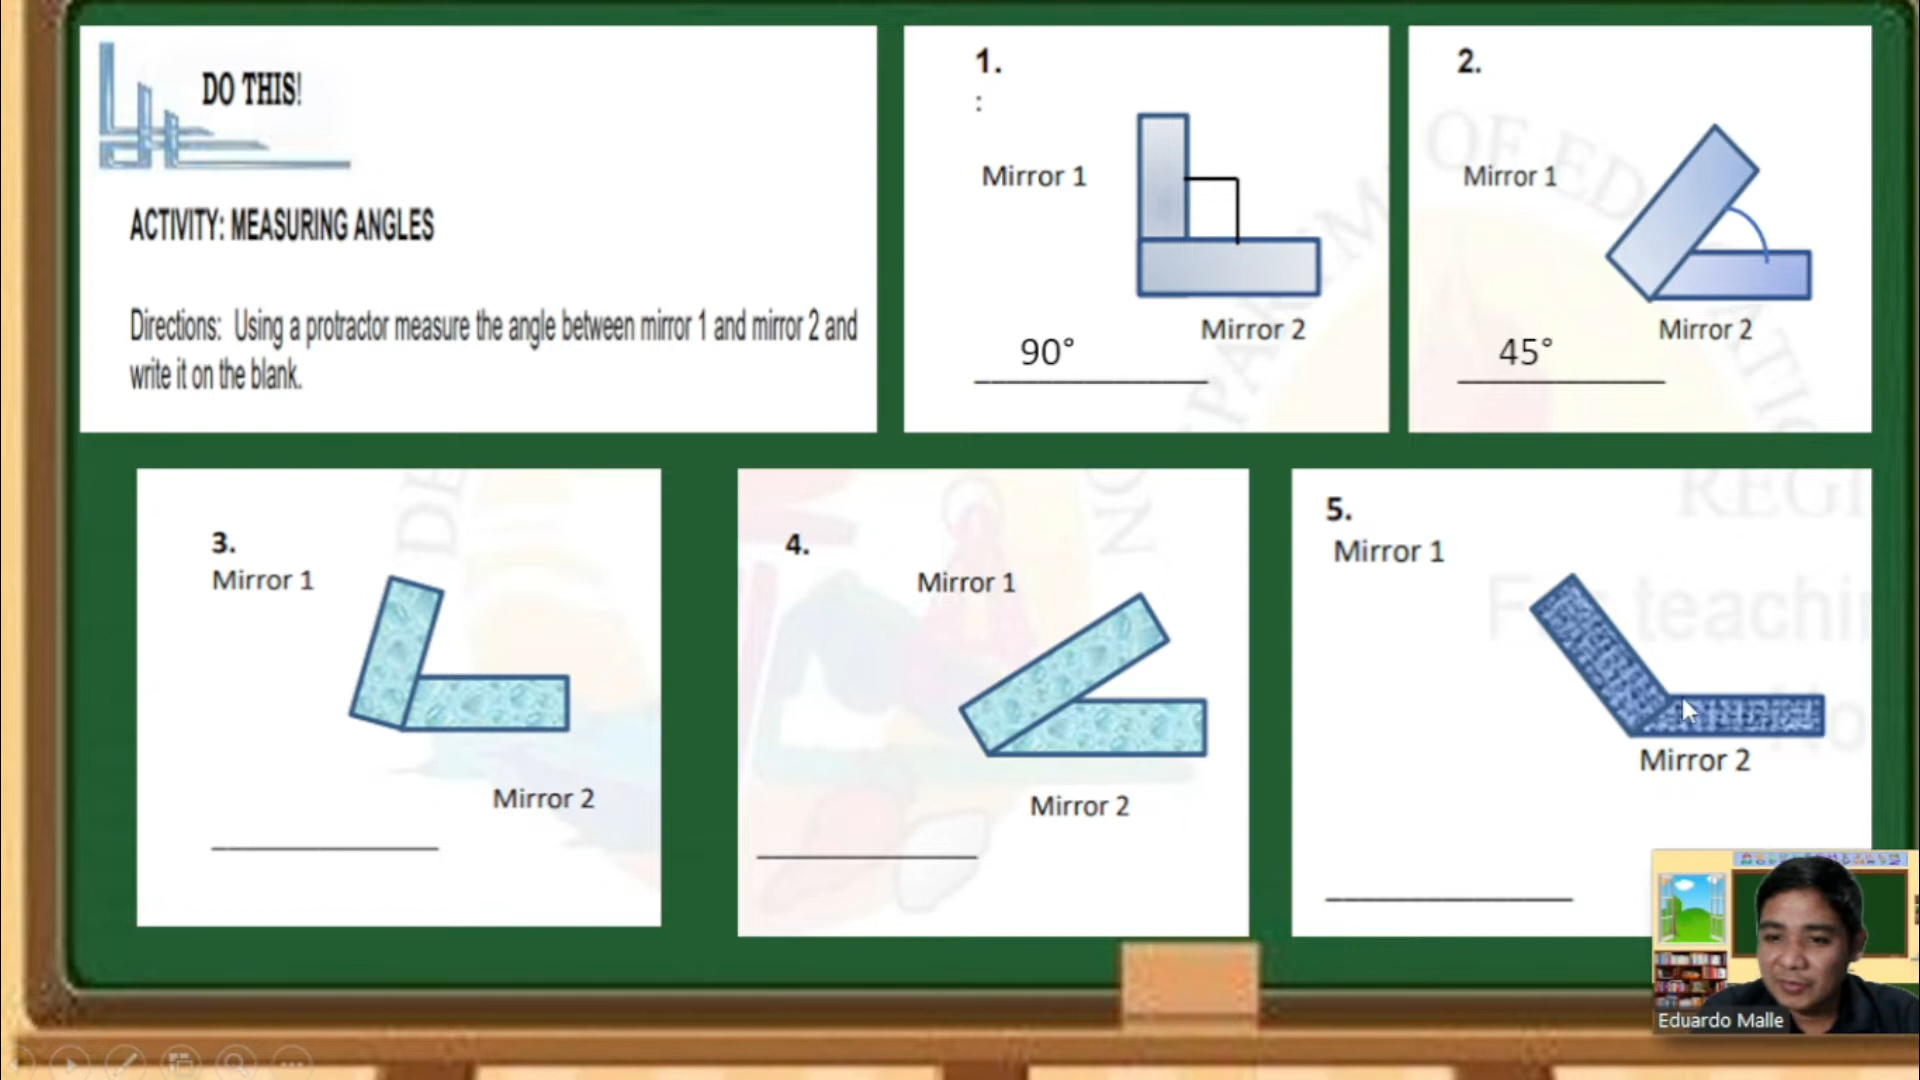 DO THIS!
ACTIVITY: MEASURING ANGLES
Directions: Using a protractor measure the angle between mirror 1 and mirror 2 and
write it on the blank.
1.
:
Mirror 1
Mirror 2
90°
2.
Mirror 1
Mirror 2
45°
3.
Mirror 1
Mirror 2
4.
Mirror 1
Mirror 2
5.
Mirror 1
Mirror 2
Eduardo Malle